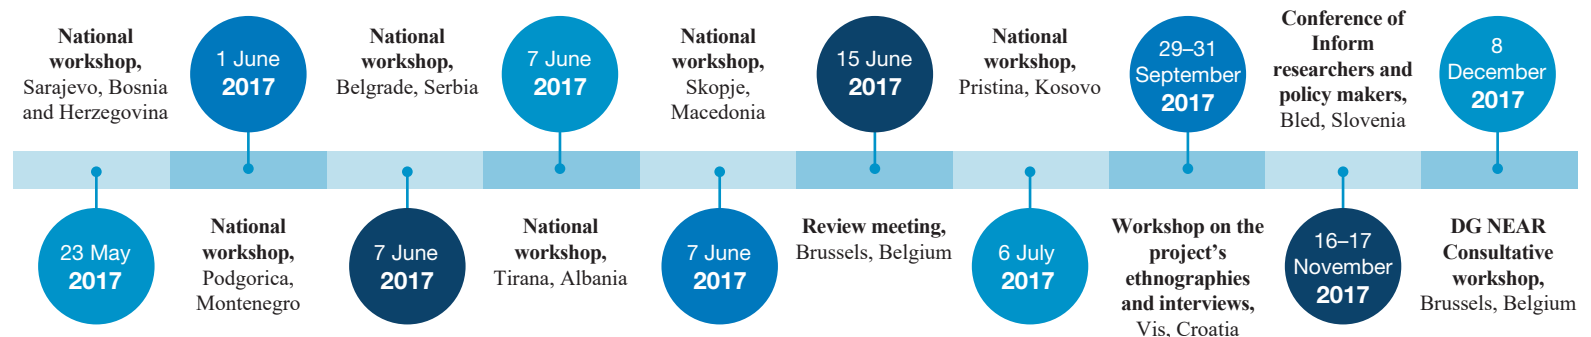 National
workshop,
Sarajevo, Bosnia
and Herzegovina
23 May
2017
1 June
2017
National
workshop,
Podgorica,
Montenegro
National
workshop,
Belgrade, Serbia
7 June
2017
7 June
2017
National
workshop,
Tirana, Albania
National
workshop,
Skopje,
Macedonia
7 June
2017
15 June
2017
Review meeting,
Brussels, Belgium
National
workshop,
Pristina, Kosovo
6 July
2017
29–31
September
2017
Workshop on the
project’s
ethnographies
and interviews,
Vis, Croatia
Conference of
Inform
researchers and
policy makers,
Bled, Slovenia
16–17
November
2017
8
December
2017
DG NEAR
Consultative
workshop,
Brussels, Belgium